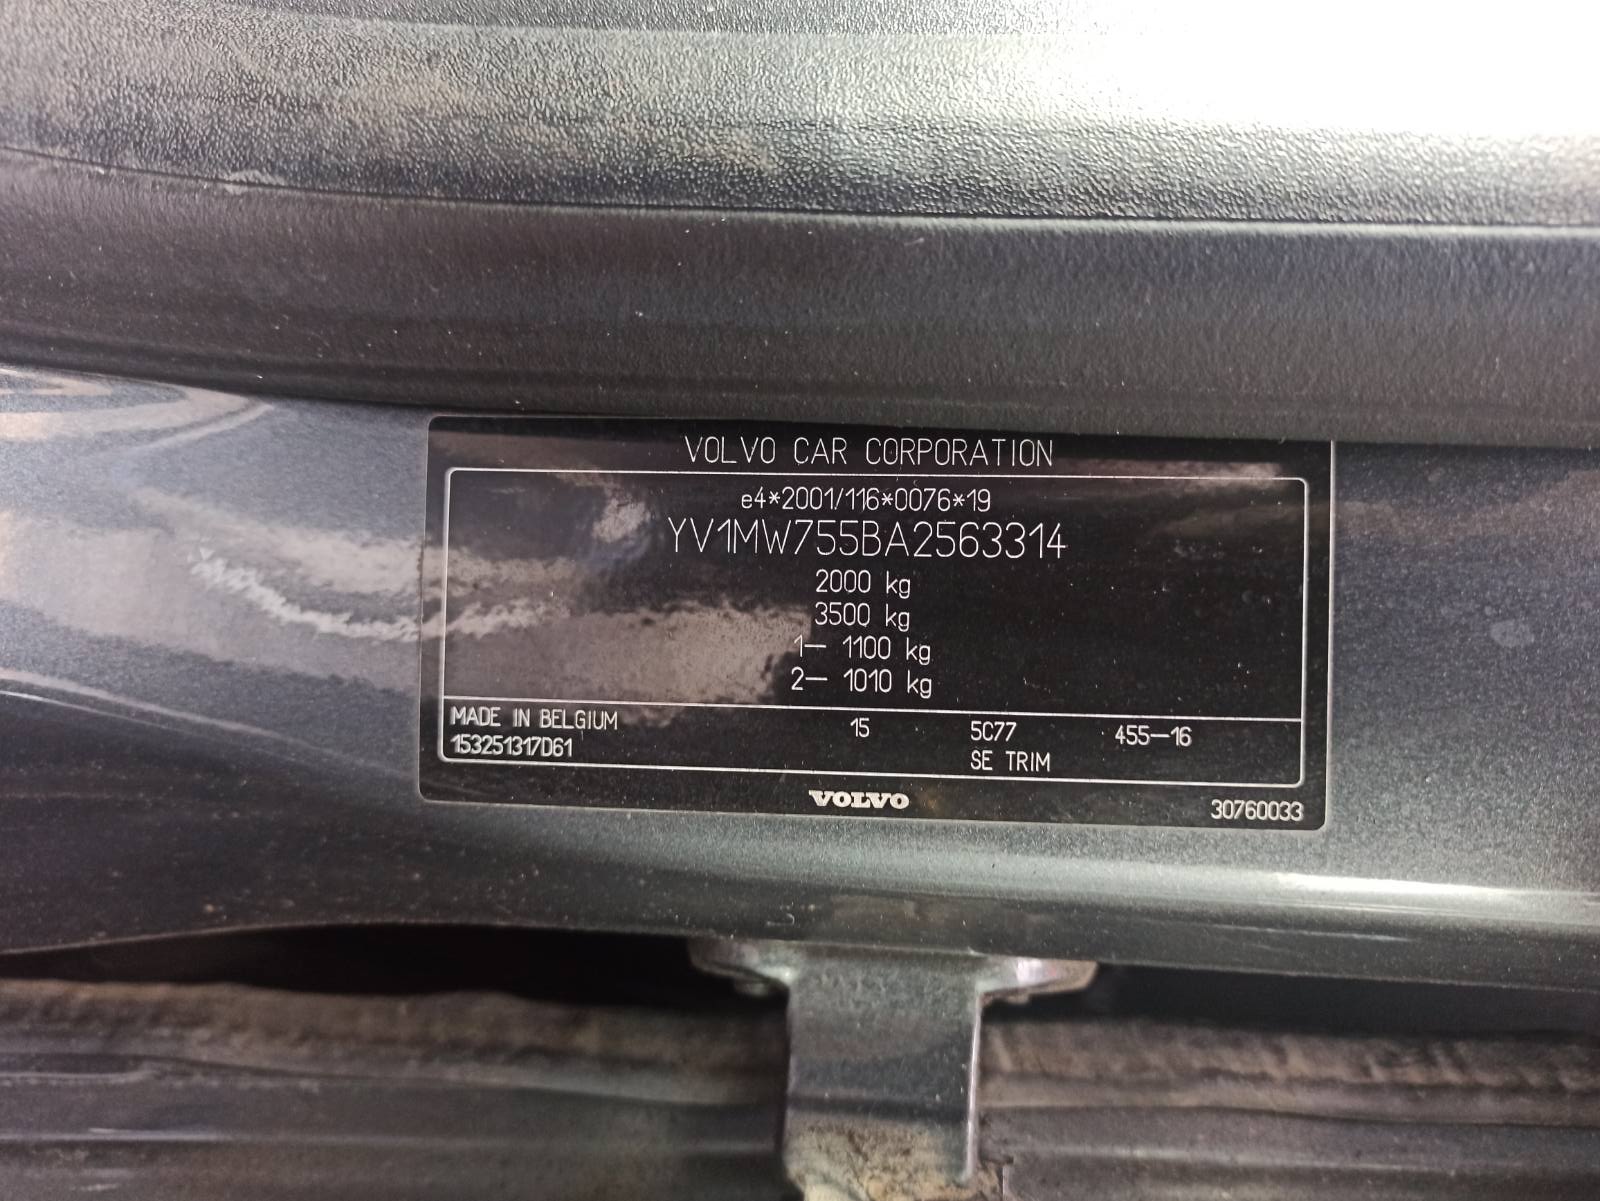 VOLVO CAR CORPORATION
e4*2001/116*0076*19
YV1MW755BA2563314
2000 kg
3500 kg
1– 1100 kg
2– 1010 kg
MADE IN BELGIUM 15 5C77 455–16
153251317D61 SE TRIM
VOLVO
30760033